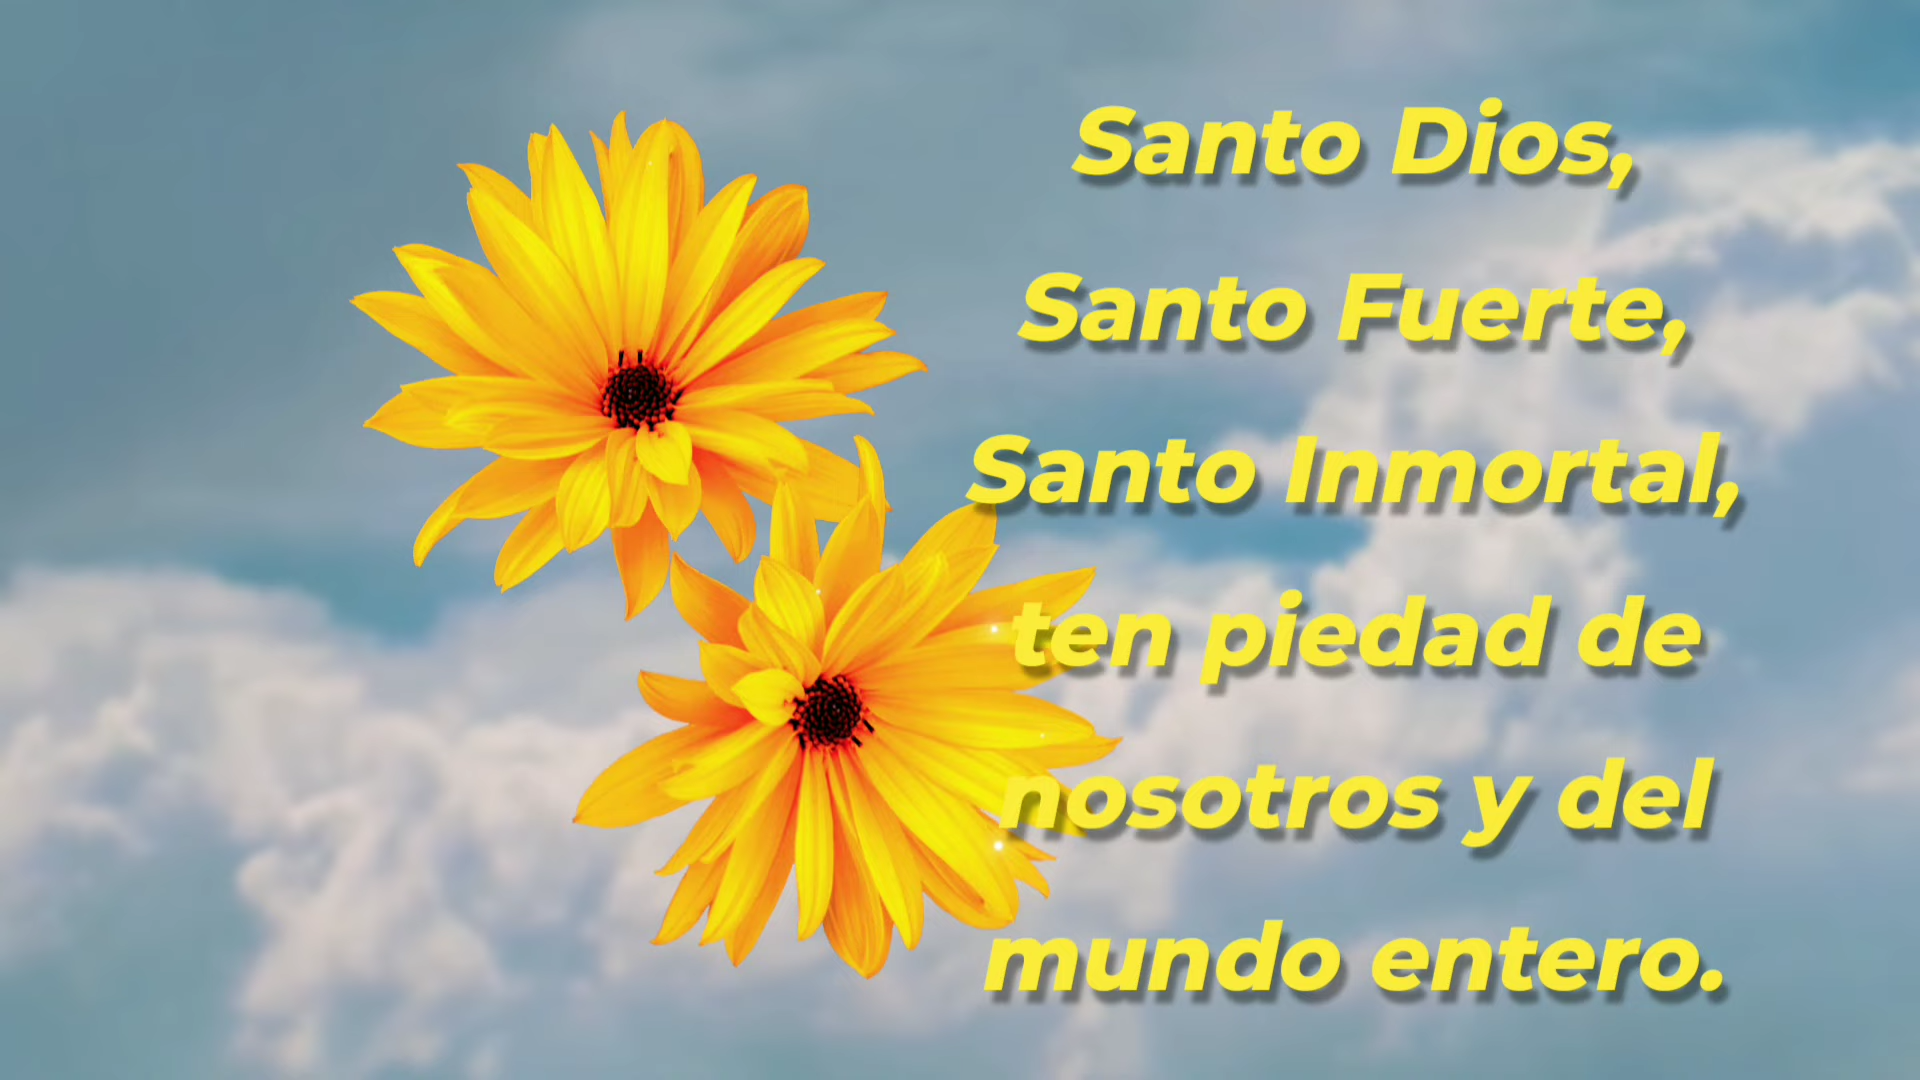 Santo Dios,
Santo Fuerte,
Santo Inmortal,
ten piedad de
nosotros y del
mundo entero.